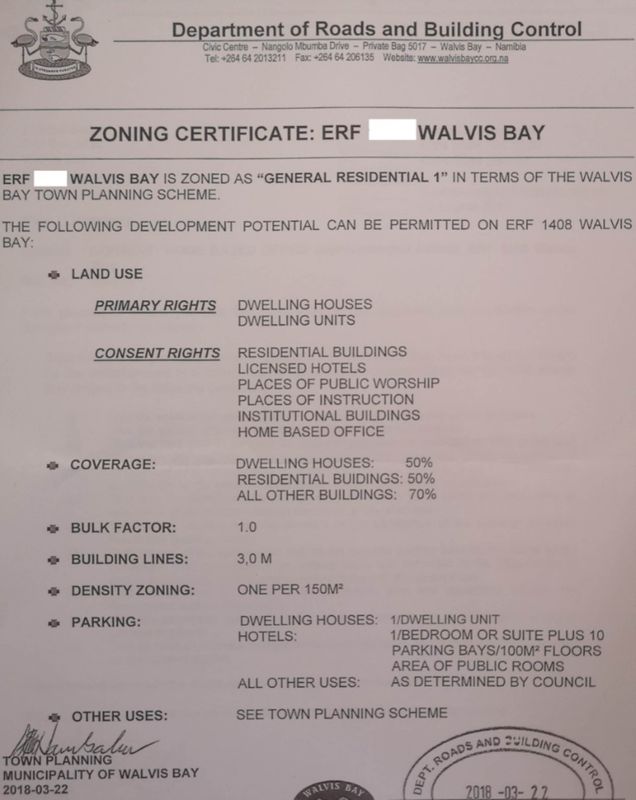 Department of Roads and Building Control
Civic Centre – Nangolo Mbumba Drive – Private Bag 5017 – Walvis Bay – Namibia
Tel: +264 64 2013211 Fax: +264 64 206135 Website: www.walvisbaycc.org.na
ZONING CERTIFICATE: ERF WALVIS BAY
ERF WALVIS BAY IS ZONED AS “GENERAL RESIDENTIAL 1” IN TERMS OF THE WALVIS
BAY TOWN PLANNING SCHEME.
THE FOLLOWING DEVELOPMENT POTENTIAL CAN BE PERMITTED ON ERF 1408 WALVIS
BAY:
LAND USE
PRIMARY RIGHTS DWELLING HOUSES
DWELLING UNITS
CONSENT RIGHTS RESIDENTIAL BUILDINGS
LICENSED HOTELS
PLACES OF PUBLIC WORSHIP
PLACES OF INSTRUCTION
INSTITUTIONAL BUILDINGS
HOME BASED OFFICE
COVERAGE: DWELLING HOUSES: 50%
RESIDENTIAL BUIDINGS: 50%
ALL OTHER BUILDINGS: 70%
BULK FACTOR: 1.0
BUILDING LINES: 3,0 M
DENSITY ZONING: ONE PER 150M²
PARKING: DWELLING HOUSES: 1/DWELLING UNIT
HOTELS: 1/BEDROOM OR SUITE PLUS 10
PARKING BAYS/100M² FLOORS
AREA OF PUBLIC ROOMS
ALL OTHER USES: AS DETERMINED BY COUNCIL
OTHER USES: SEE TOWN PLANNING SCHEME
TOWN PLANNING
MUNICIPALITY OF WALVIS BAY
2018-03-22
WALVIS BAY
DEPT. ROADS AND BUILDING CONTROL
2018 -03- 22